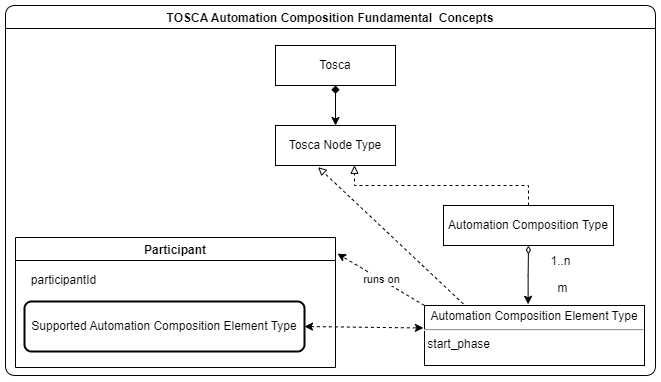 TOSCA Automation Composition Fundamental Concepts
Tosca
Tosca Node Type
Automation Composition Type
1..n
m
Participant
participantId
runs on
Supported Automation Composition Element Type
Automation Composition Element Type
start_phase